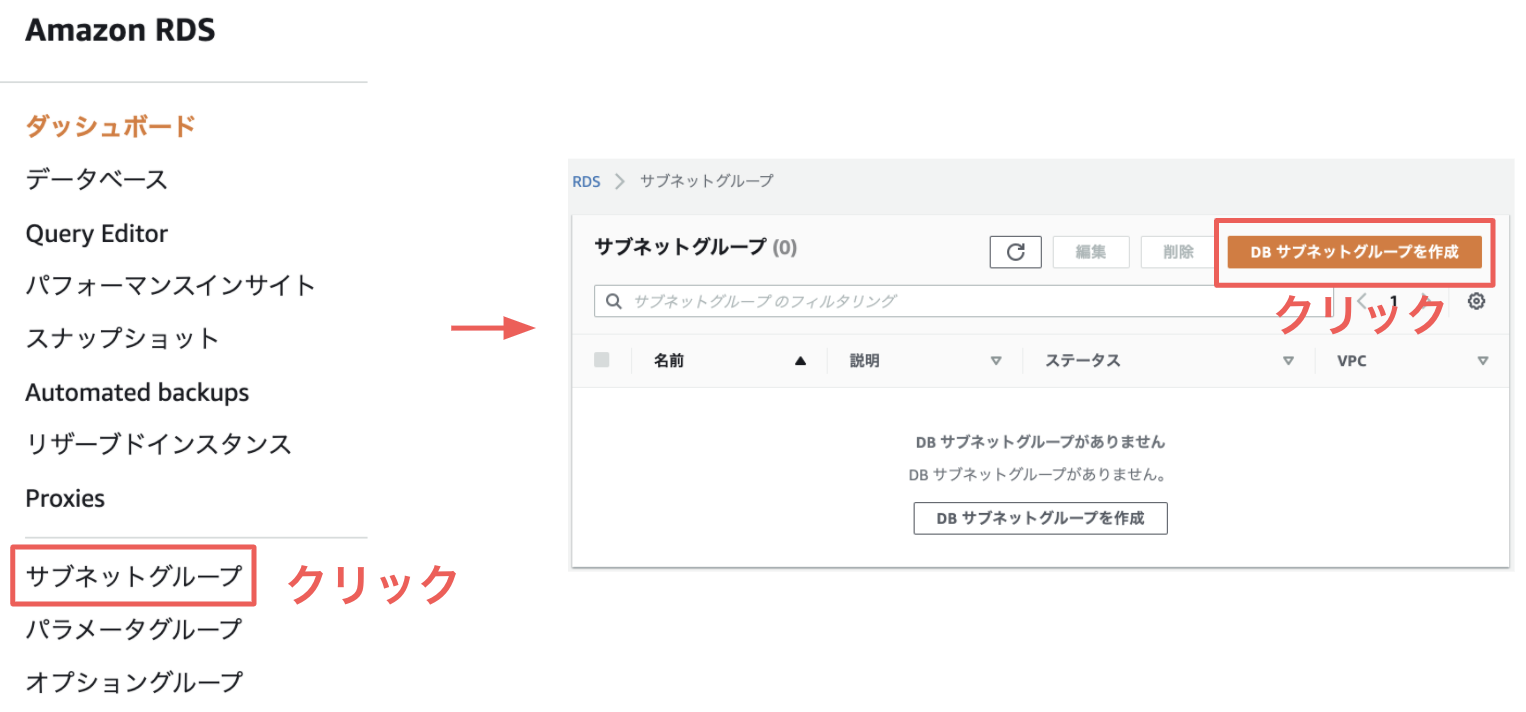 Amazon RDS
ダッシュボード
データベース
Query Editor
パフォーマンスインサイト
スナップショット
Automated backups
リザーブドインスタンス
Proxies
サブネットグループ
クリック
パラメータグループ
オプショングループ
RDS サブネットグループ
サブネットグループ (0)
編集
削除
DB サブネットグループを作成
サブネットグループ のフィルタリング
1
クリック
名前 説明 ステータス VPC
DB サブネットグループがありません
DB サブネットグループがありません。
DB サブネットグループを作成